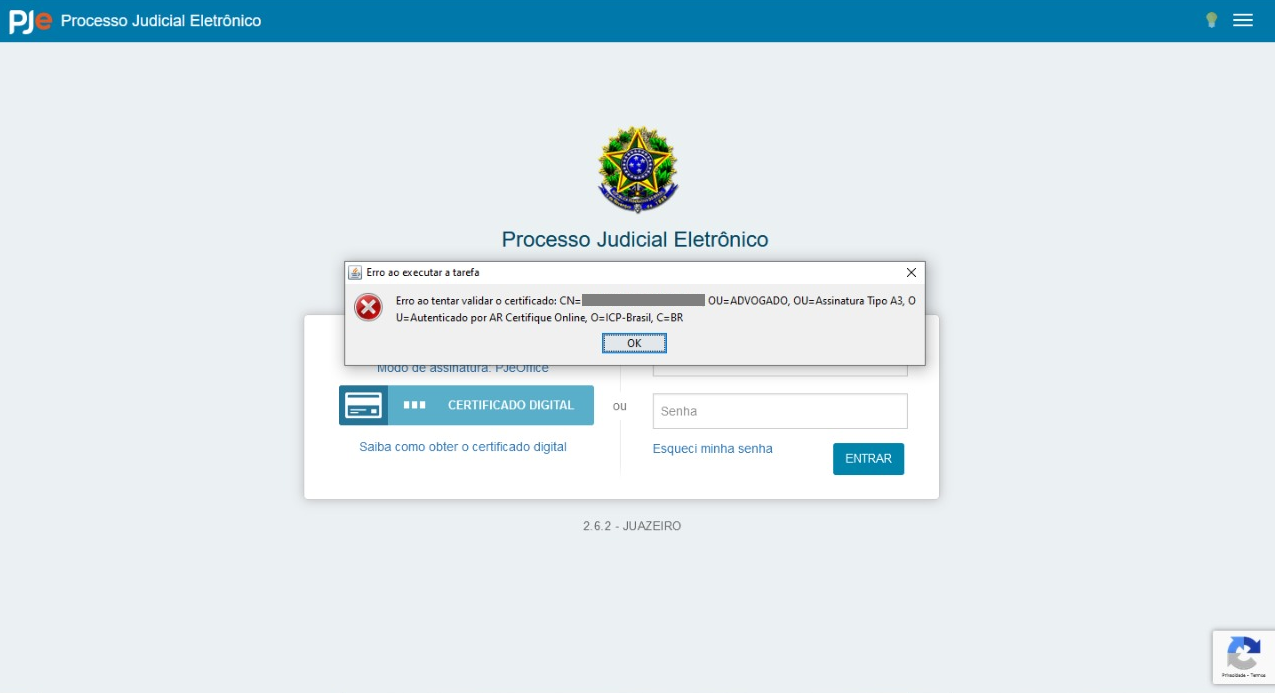 PJe Processo Judicial Eletrônico
Processo Judicial Eletrônico
Erro ao executar a tarefa
Erro ao tentar validar o certificado: CN= OU=ADVOGADO, OU=Assinatura Tipo A3, O
U=Autenticado por AR Certifique Online, O=ICP-Brasil, C=BR
OK
Modo de assinatura: PJeOffice
CERTIFICADO DIGITAL
ou
Senha
Saiba como obter o certificado digital
Esqueci minha senha
ENTRAR
2.6.2 - JUAZEIRO
Privacidade - Termos